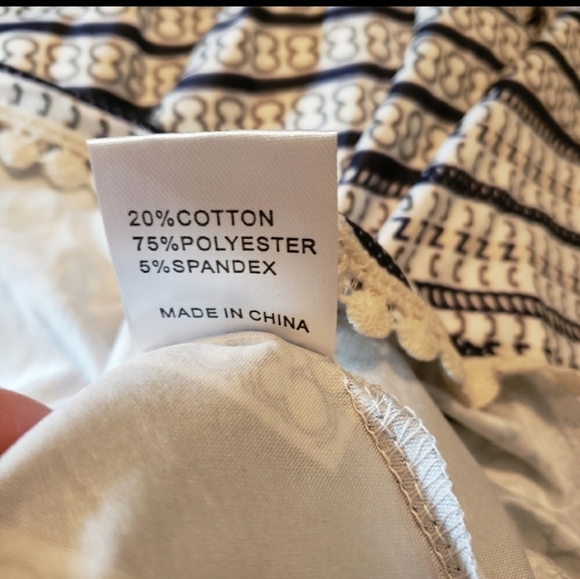 20%COTTON
75%POLYESTER
5%SPANDEX
MADE IN CHINA